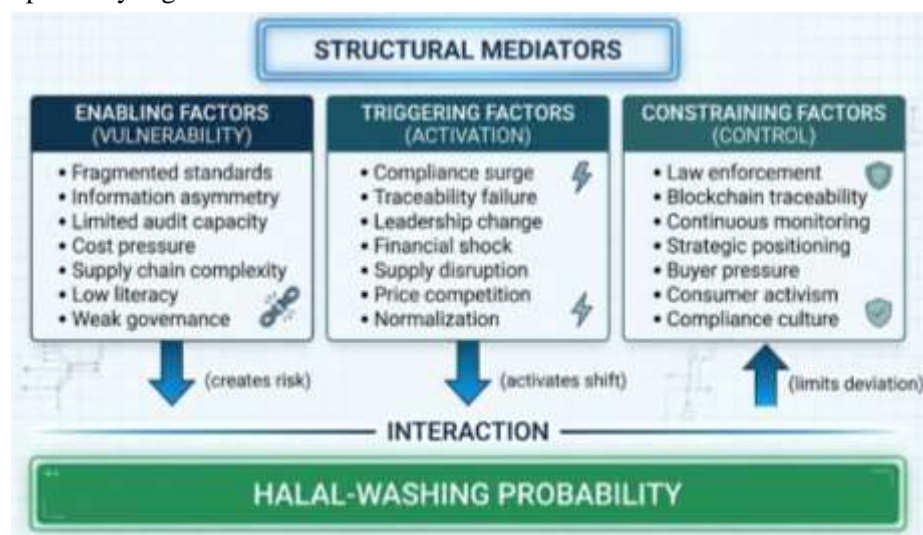 STRUCTURAL MEDIATORS
ENABLING FACTORS
(VULNERABILITY)
• Fragmented standards
• Information asymmetry
• Limited audit capacity
• Cost pressure
• Supply chain complexity
• Low literacy
• Weak governance
TRIGGERING FACTORS
(ACTIVATION)
• Compliance surge
• Traceability failure
• Leadership change
• Financial shock
• Supply disruption
• Price competition
• Normalization
CONSTRAINING FACTORS
(CONTROL)
• Law enforcement
• Blockchain traceability
• Continuous monitoring
• Strategic positioning
• Buyer pressure
• Consumer activism
• Compliance culture
(creates risk)
(activates shift)
(limits deviation)
INTERACTION
HALAL-WASHING PROBABILITY